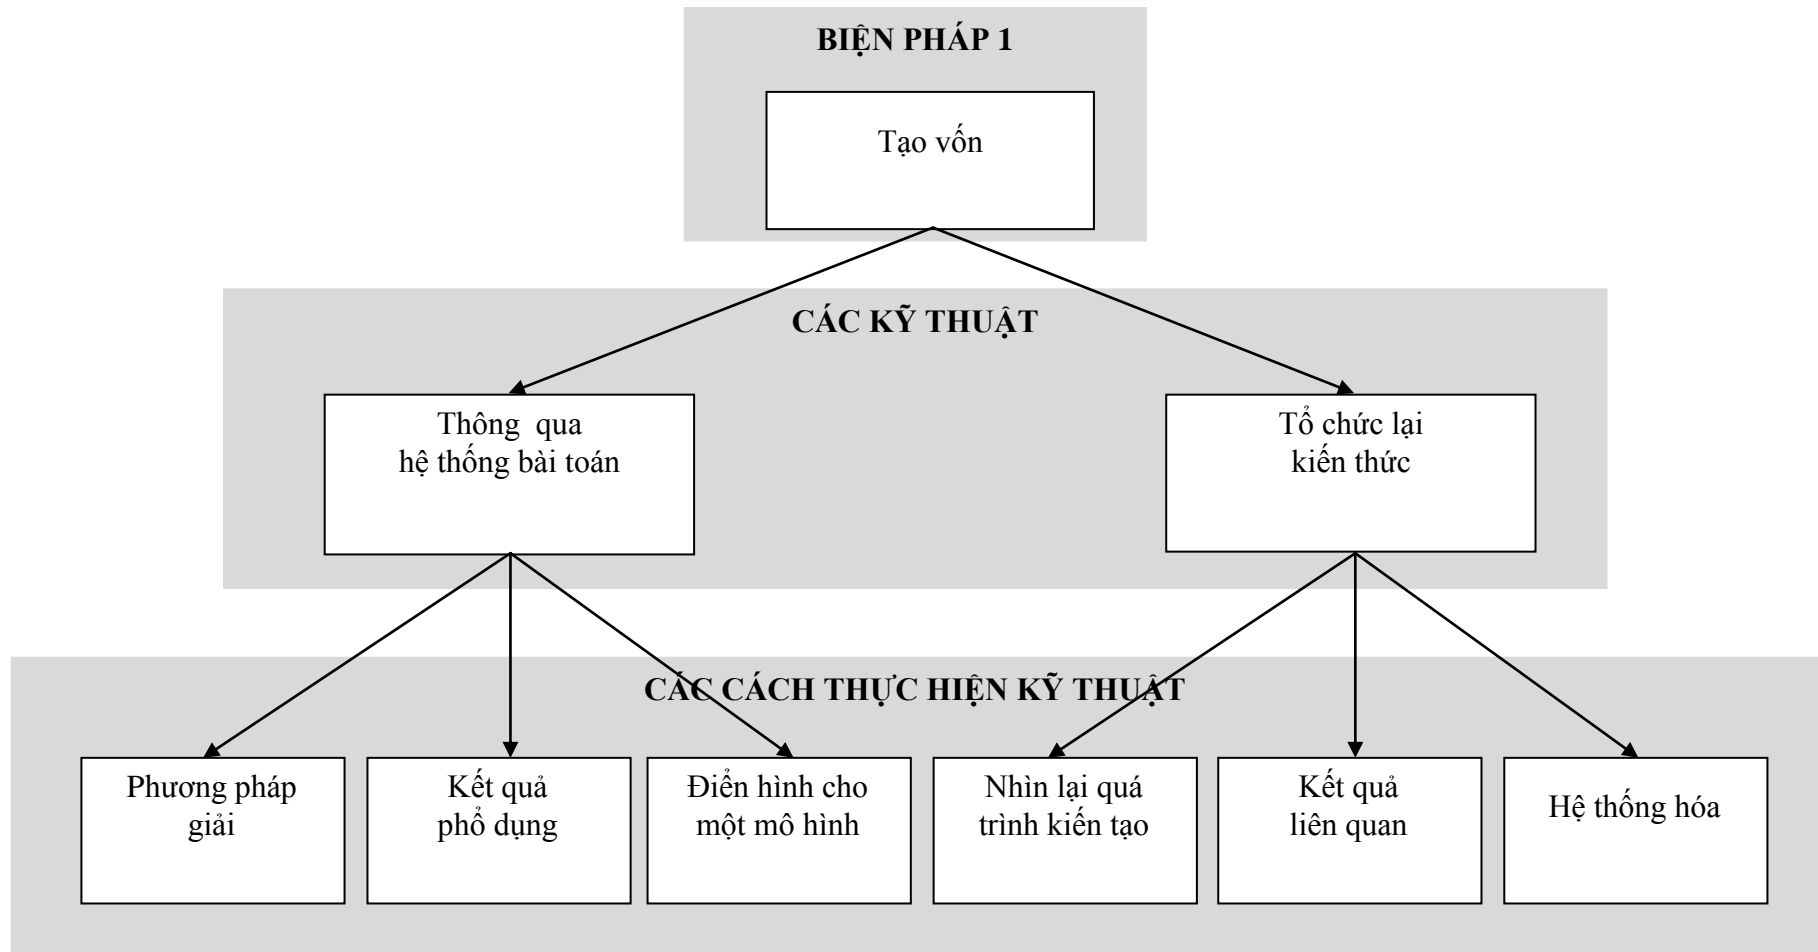 BIỆN PHÁP 1
Tạo vốn
CÁC KỸ THUẬT
Thông qua
hệ thống bài toán
Tổ chức lại
kiến thức
CÁC CÁCH THỰC HIỆN KỸ THUẬT
Phương pháp
giải
Kết quả
phổ dụng
Điển hình cho
một mô hình
Nhìn lại quá
trình kiến tạo
Kết quả
liên quan
Hệ thống hóa